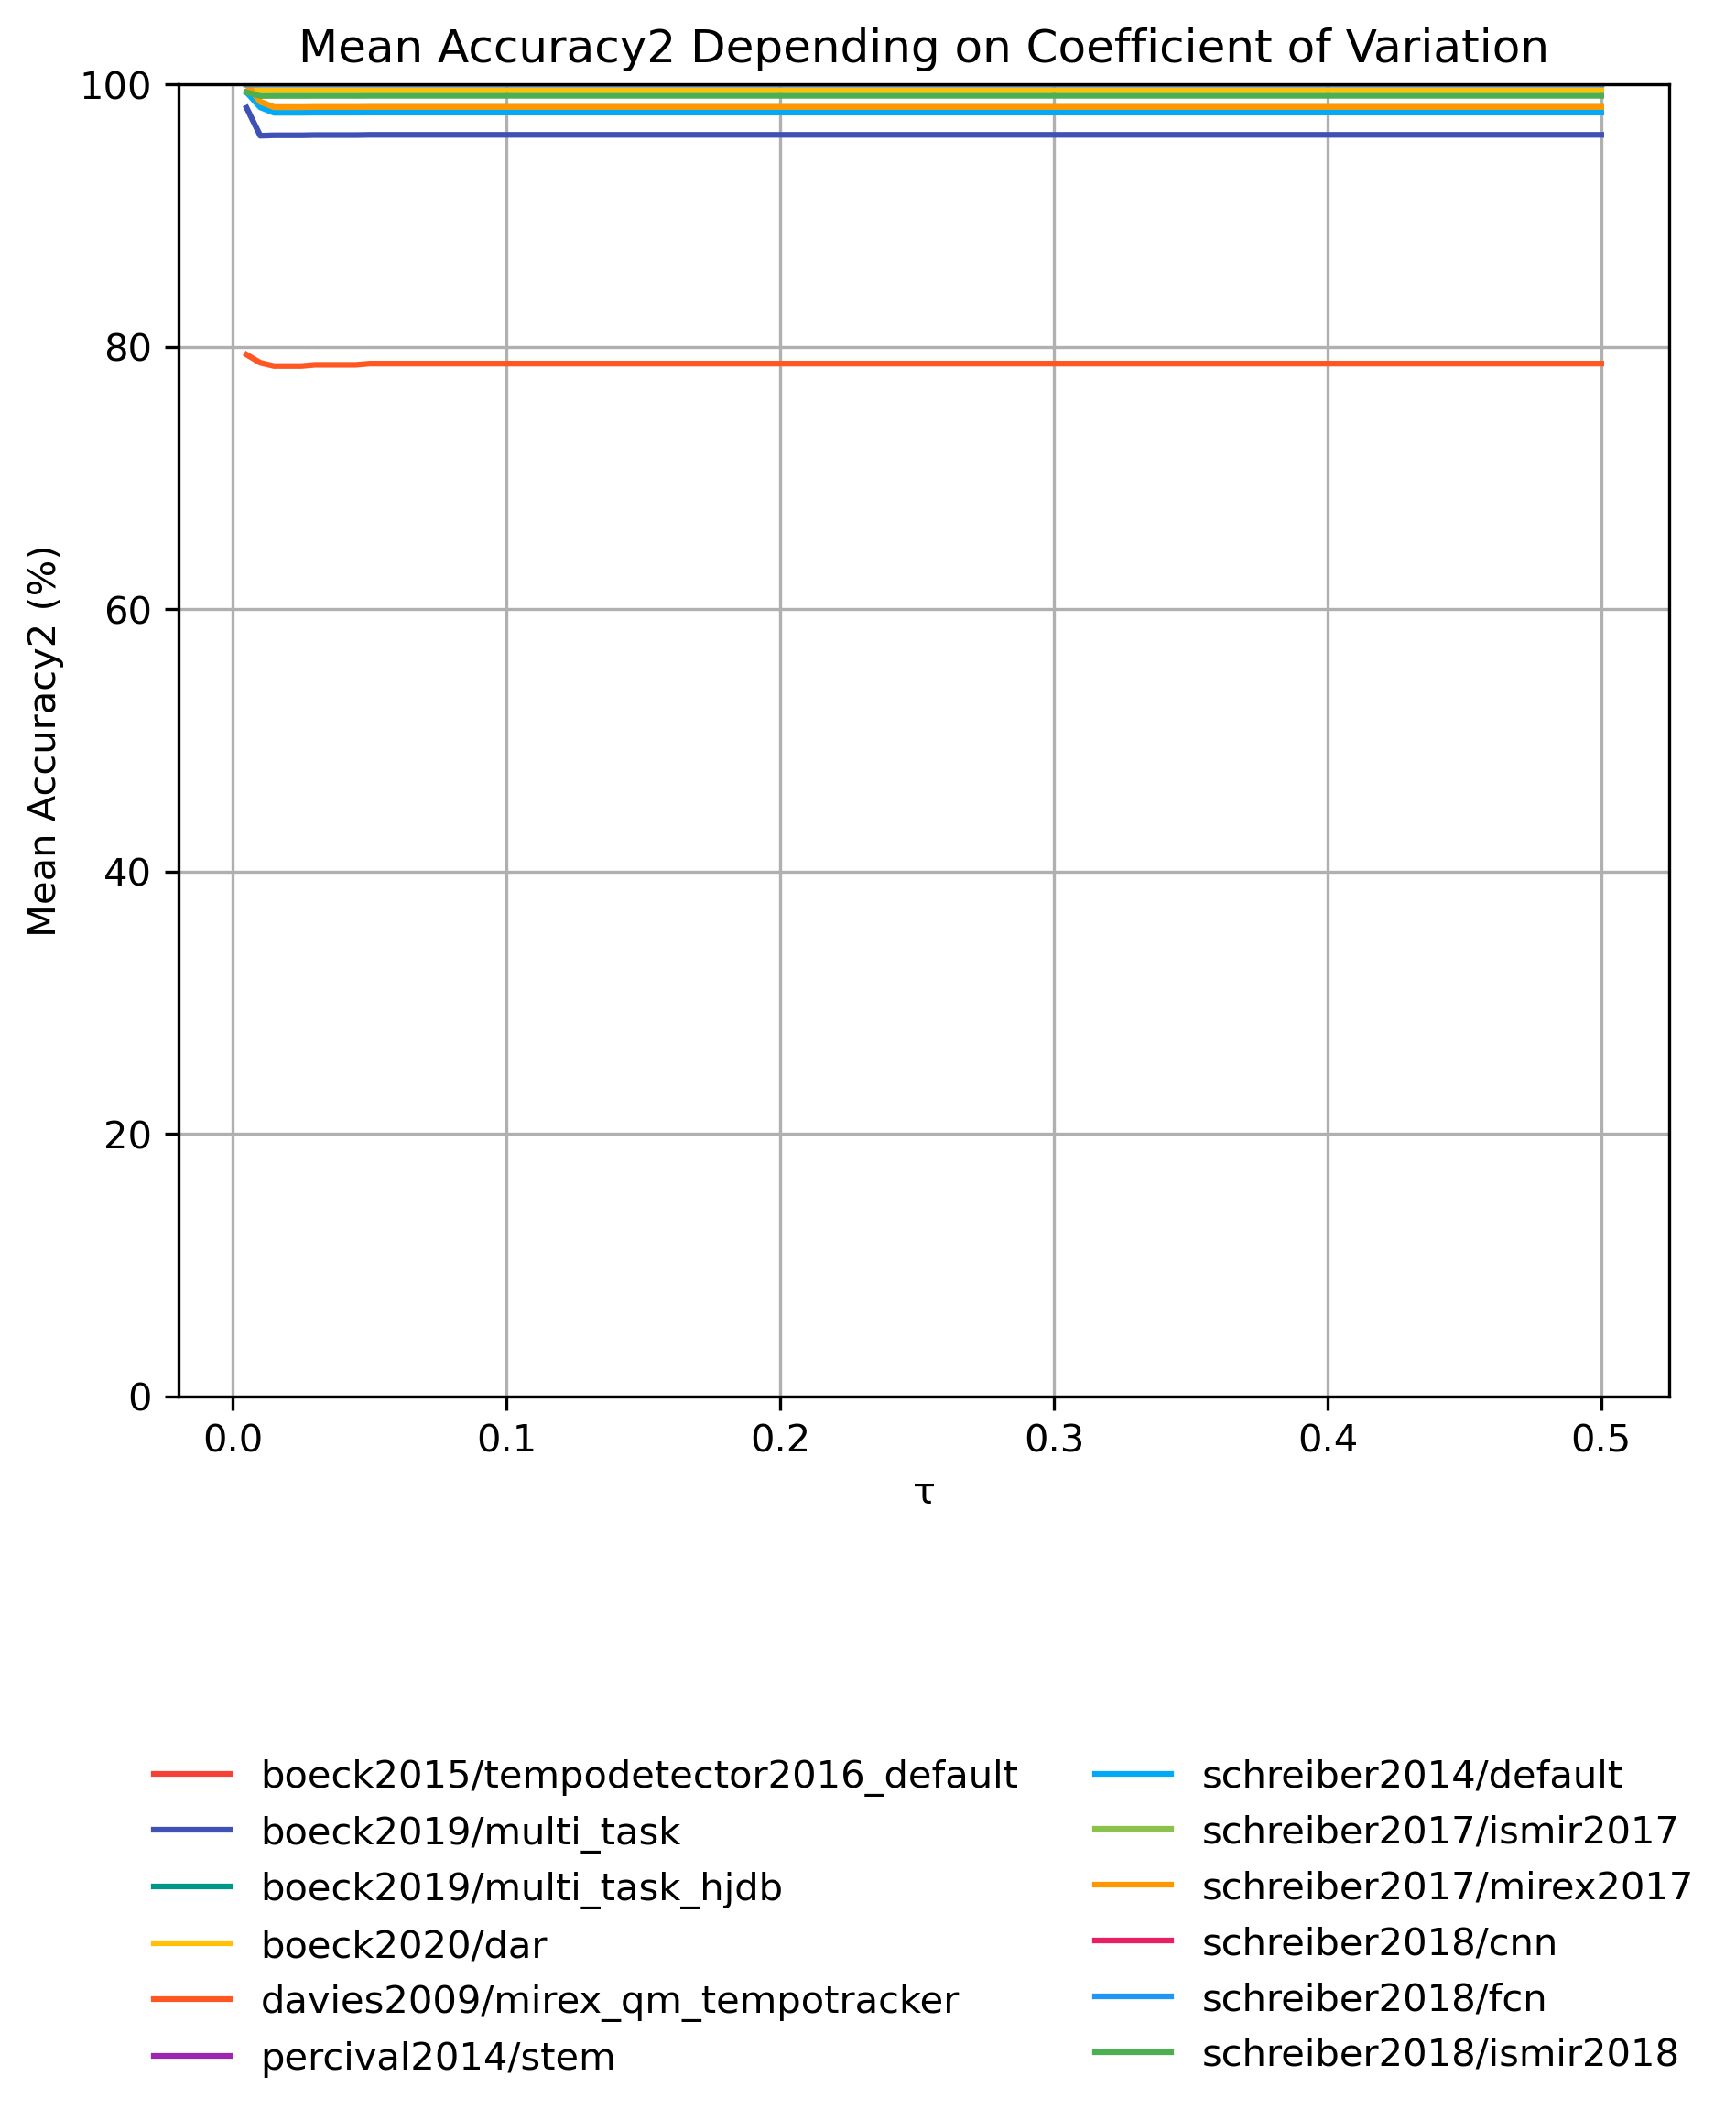 Mean Accuracy2 Depending on Coefficient of Variation
Mean Accuracy2 (%)
100
80
60
40
20
0
0.0 0.1 0.2 0.3 0.4 0.5
τ
boeck2015/tempodetector2016_default
boeck2019/multi_task
boeck2019/multi_task_hjdb
boeck2020/dar
davies2009/mirex_qm_tempotracker
percival2014/stem
schreiber2014/default
schreiber2017/ismir2017
schreiber2017/mirex2017
schreiber2018/cnn
schreiber2018/fcn
schreiber2018/ismir2018